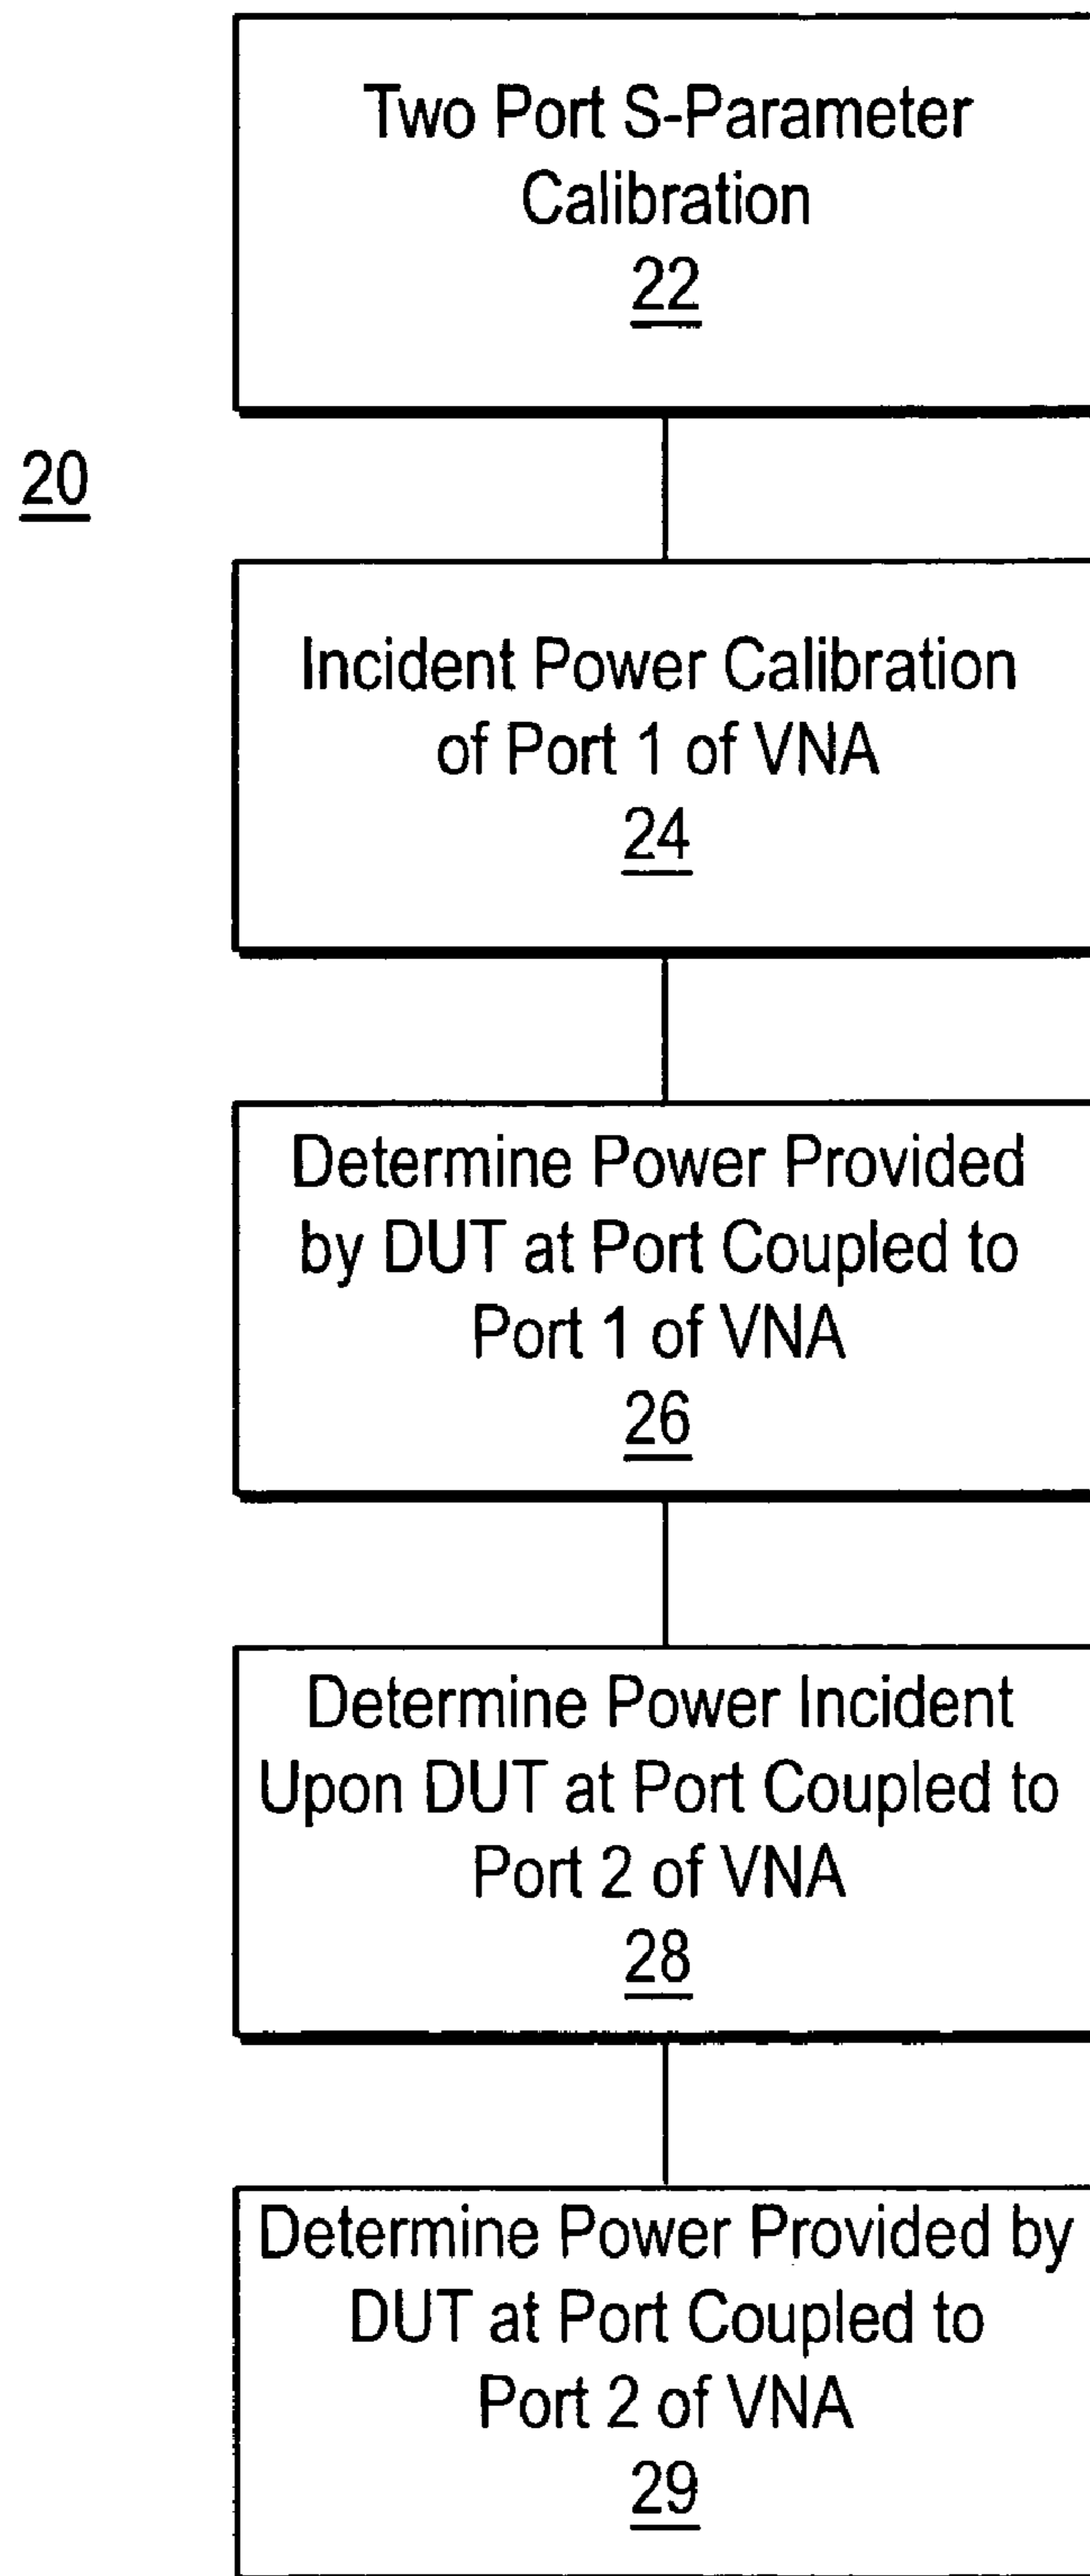 Two Port S-Parameter
Calibration
22
20
Incident Power Calibration
of Port 1 of VNA
24
Determine Power Provided
by DUT at Port Coupled to
Port 1 of VNA
26
Determine Power Incident
Upon DUT at Port Coupled to
Port 2 of VNA
28
Determine Power Provided by
DUT at Port Coupled to
Port 2 of VNA
29